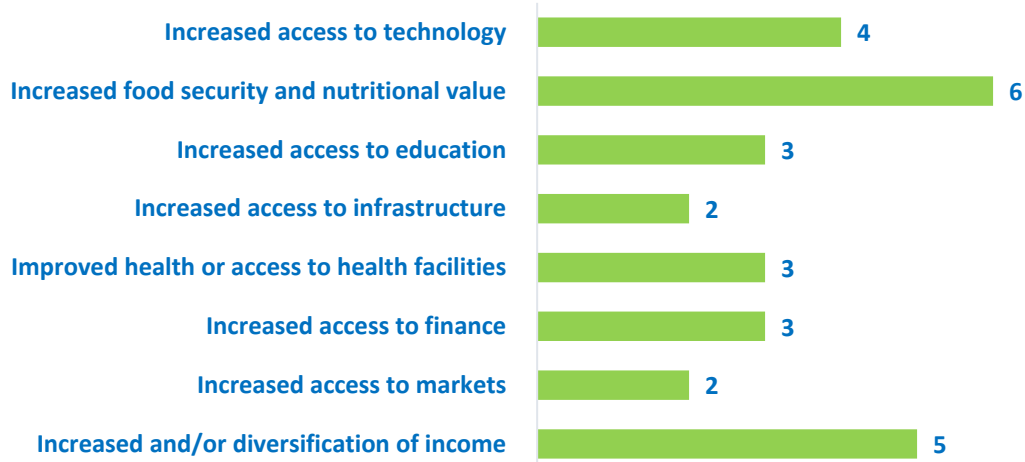 Increased access to technology 4
Increased food security and nutritional value 6
Increased access to education 3
Increased access to infrastructure 2
Improved health or access to health facilities 3
Increased access to finance 3
Increased access to markets 2
Increased and/or diversification of income 5